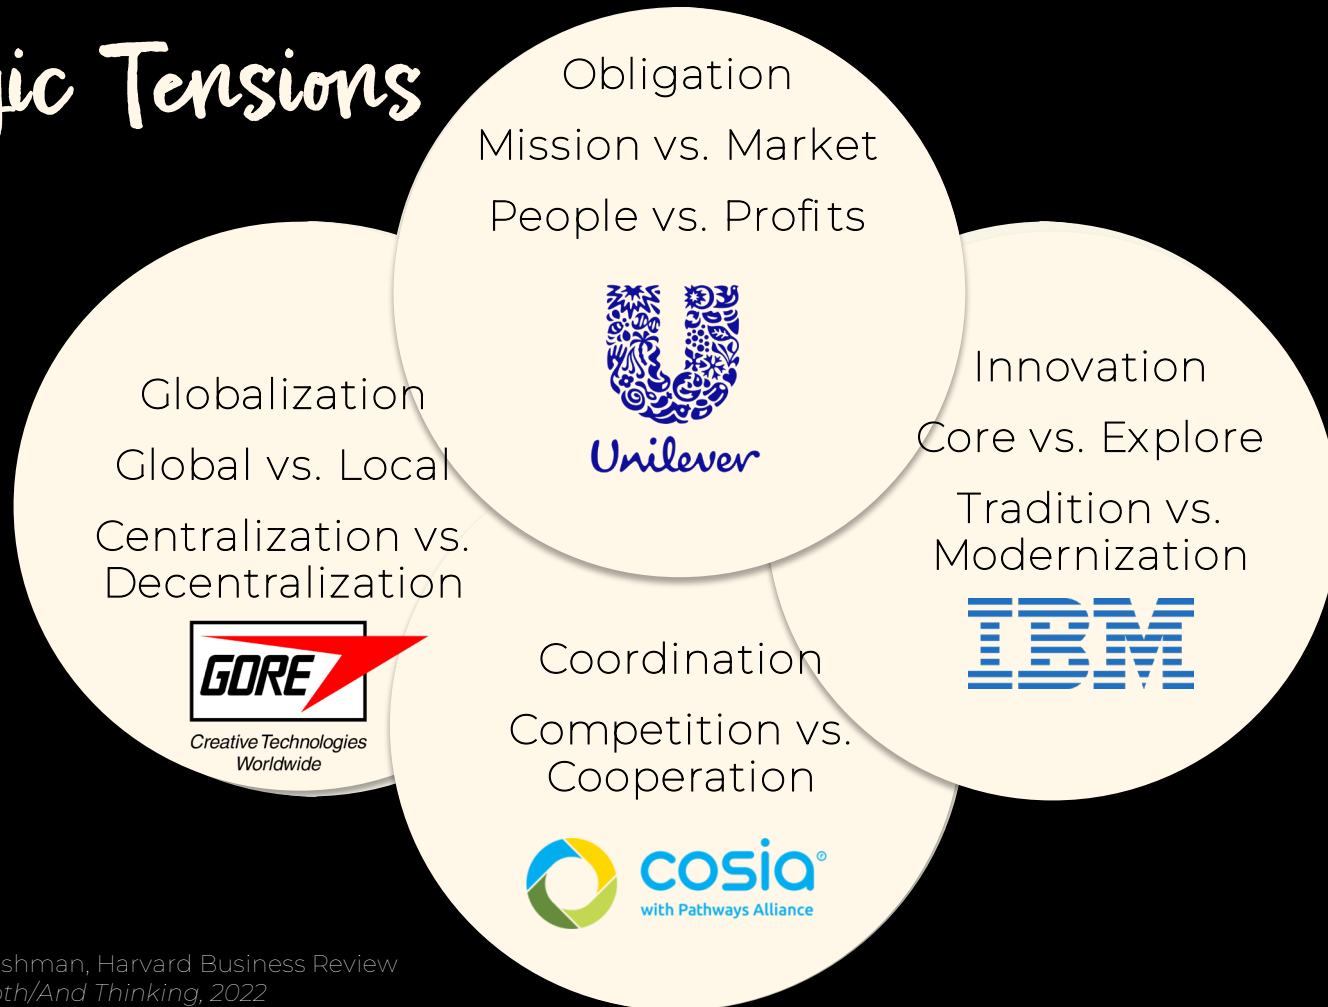 gic Tensions
Obligation
Mission vs. Market
People vs. Profits
Unilever
Globalization
Global vs. Local
Centralization vs.
Decentralization
GORE
Creative Technologies
Worldwide
Innovation
Core vs. Explore
Tradition vs.
Modernization
IBM
Coordination
Competition vs.
Cooperation
cosia
with Pathways Alliance
shman, Harvard Business Review
oth/And Thinking, 2022